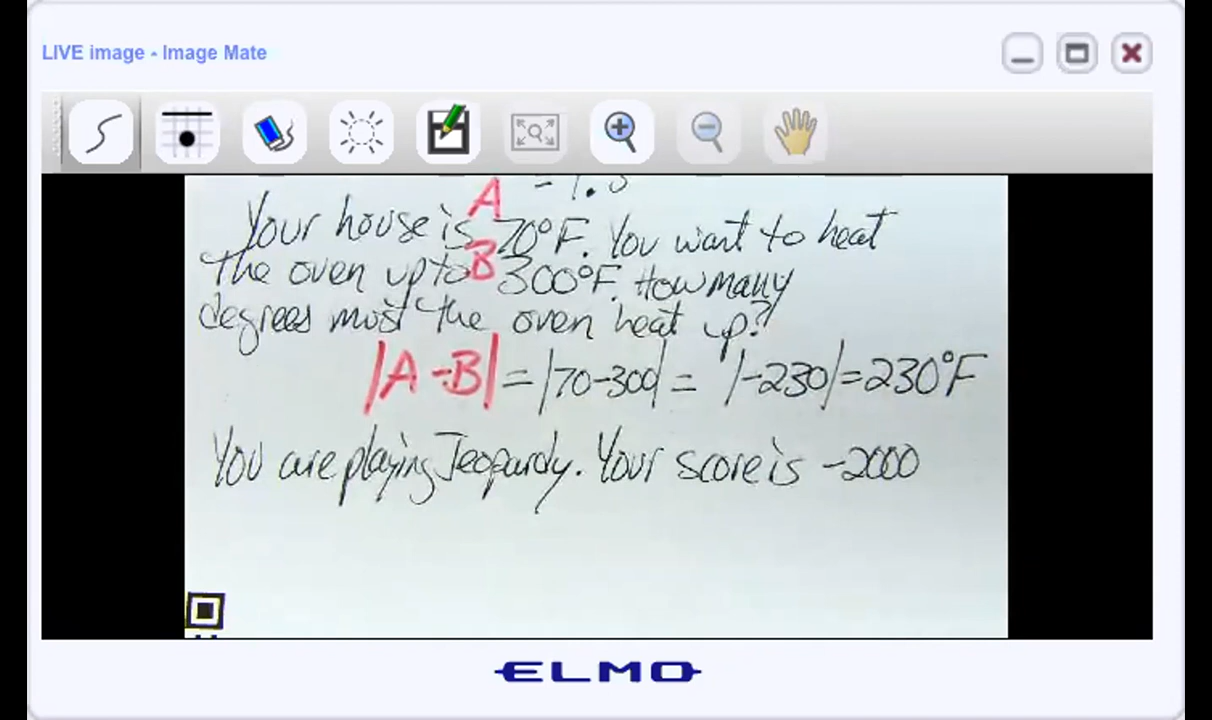 LIVE image - Image Mate
= 1.8
A
Your house is 70°F. You want to heat
B
the oven up to 300°F. How many
degrees must the oven heat up?
|A-B| = |70-300| = |-230| = 230°F
You are playing Jeopardy. Your score is -2000
ELMO